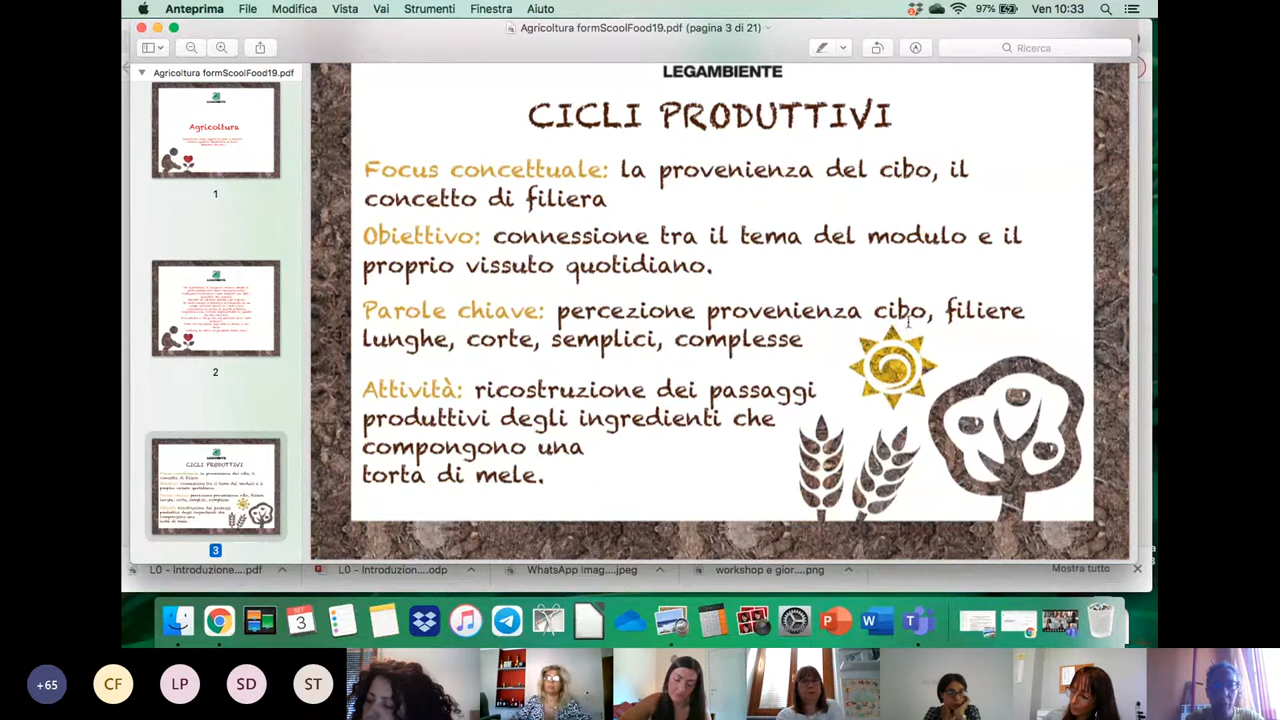 Anteprima File Modifica Vista Vai Strumenti Finestra Aiuto 97% Ven 10:33
Agricoltura formScoolFood19.pdf (pagina 3 di 21)
Ricerca
Agricoltura formScoolFood19.pdf
Agricoltura
1
2
3
LEGAMBIENTE
CICLI PRODUTTIVI
Focus concettuale: la provenienza del cibo, il
concetto di filiera
Obiettivo: connessione tra il tema del modulo e il
proprio vissuto quotidiano.
Parole chiave: percezione provenienza cibo, filiere
lunghe, corte, semplici, complesse
Attività: ricostruzione dei passaggi
produttivi degli ingredienti che
compongono una
torta di mele.
L0 - Introduzione....pdf L0 - Introduzion....odp WhatsApp Imag....jpeg workshop e gior....png Mostra tutto
SET
3
+65 CF LP SD ST